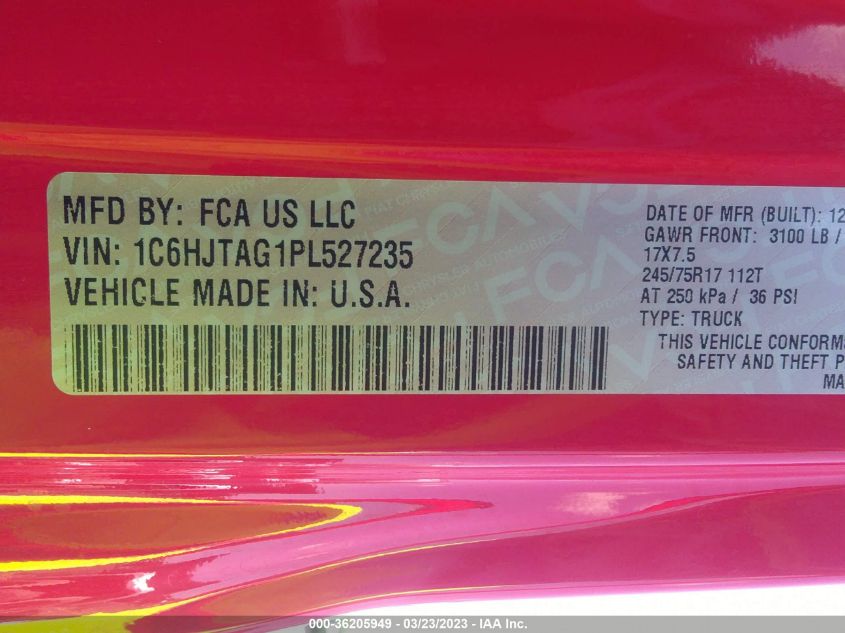 MFD BY: FCA US LLC
VIN: 1C6HJTAG1PL527235
VEHICLE MADE IN: U.S.A.
DATE OF MFR (BUILT): 12
GAWR FRONT: 3100 LB /
17X7.5
245/75R17 112T
AT 250 kPa / 36 PSI
TYPE: TRUCK
THIS VEHICLE CONFORM
SAFETY AND THEFT P
MA
000-36205949 - 03/23/2023 - IAA Inc.